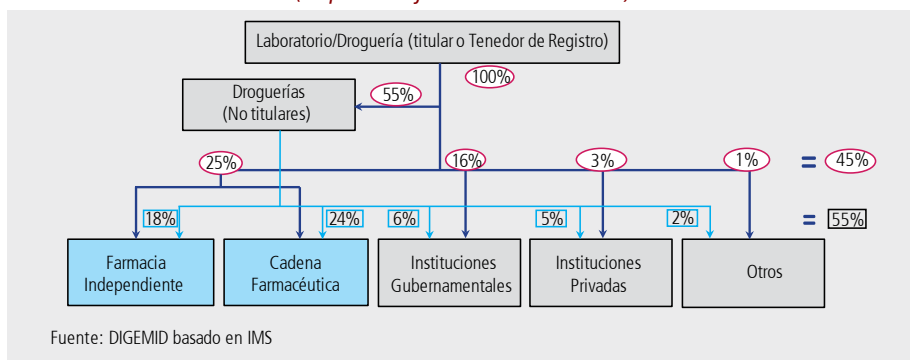 Laboratorio/Droguería (titular o Tenedor de Registro)
100%
Droguerías
(No titulares)
55%
25%
16%
3%
1%
= 45%
18%
24%
6%
5%
2%
= 55%
Farmacia
Independiente
Cadena
Farmacéutica
Instituciones
Gubernamentales
Instituciones
Privadas
Otros
Fuente: DIGEMID basado en IMS